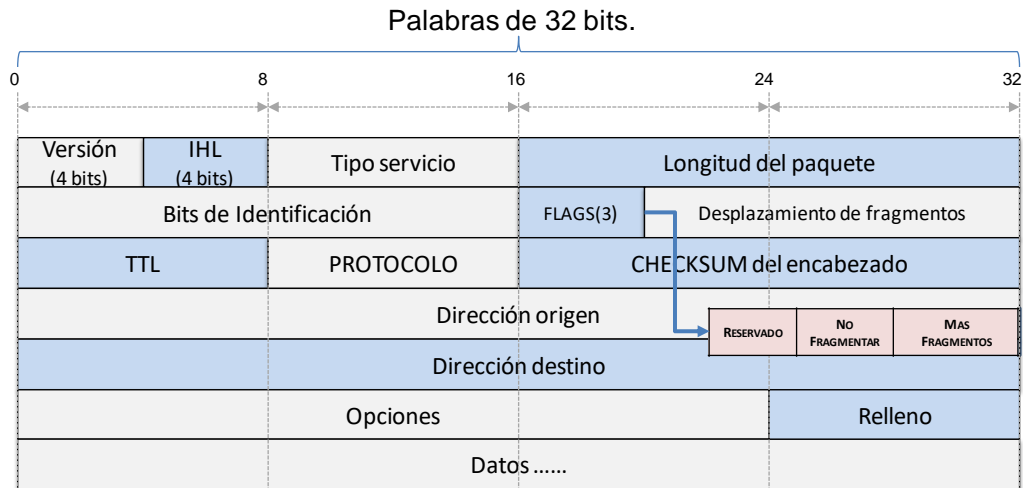 Palabras de 32 bits.
0 8 16 24 32
Versión IHL Tipo servicio Longitud del paquete
(4 bits) (4 bits)
Bits de Identificación FLAGS(3) Desplazamiento de fragmentos
TTL PROTOCOLO CHECKSUM del encabezado
Dirección origen
RESERVADO NO FRAGMENTAR MAS FRAGMENTOS
Dirección destino
Opciones Relleno
Datos ......